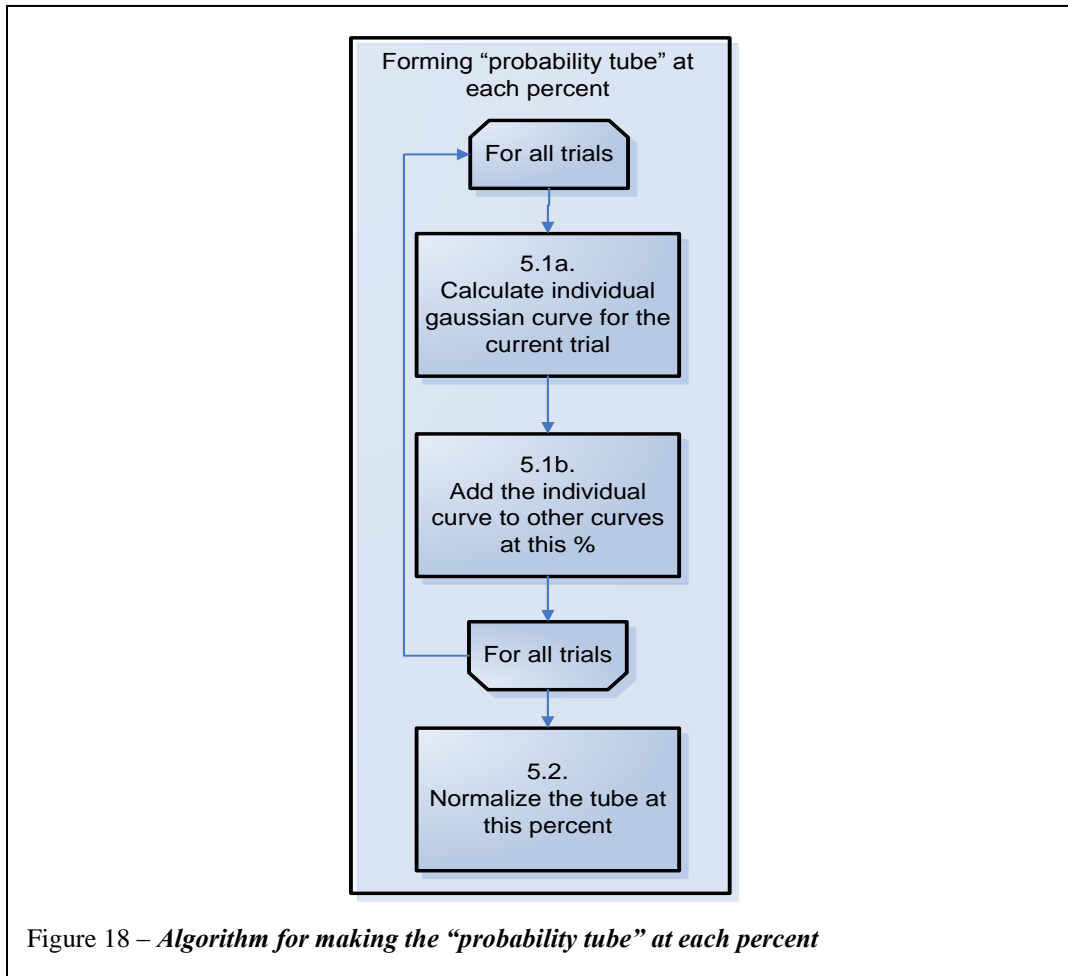 Forming “probability tube” at
each percent
For all trials
5.1a.
Calculate individual
gaussian curve for the
current trial
5.1b.
Add the individual
curve to other curves
at this %
For all trials
5.2.
Normalize the tube at
this percent
Figure 18 – Algorithm for making the “probability tube” at each percent